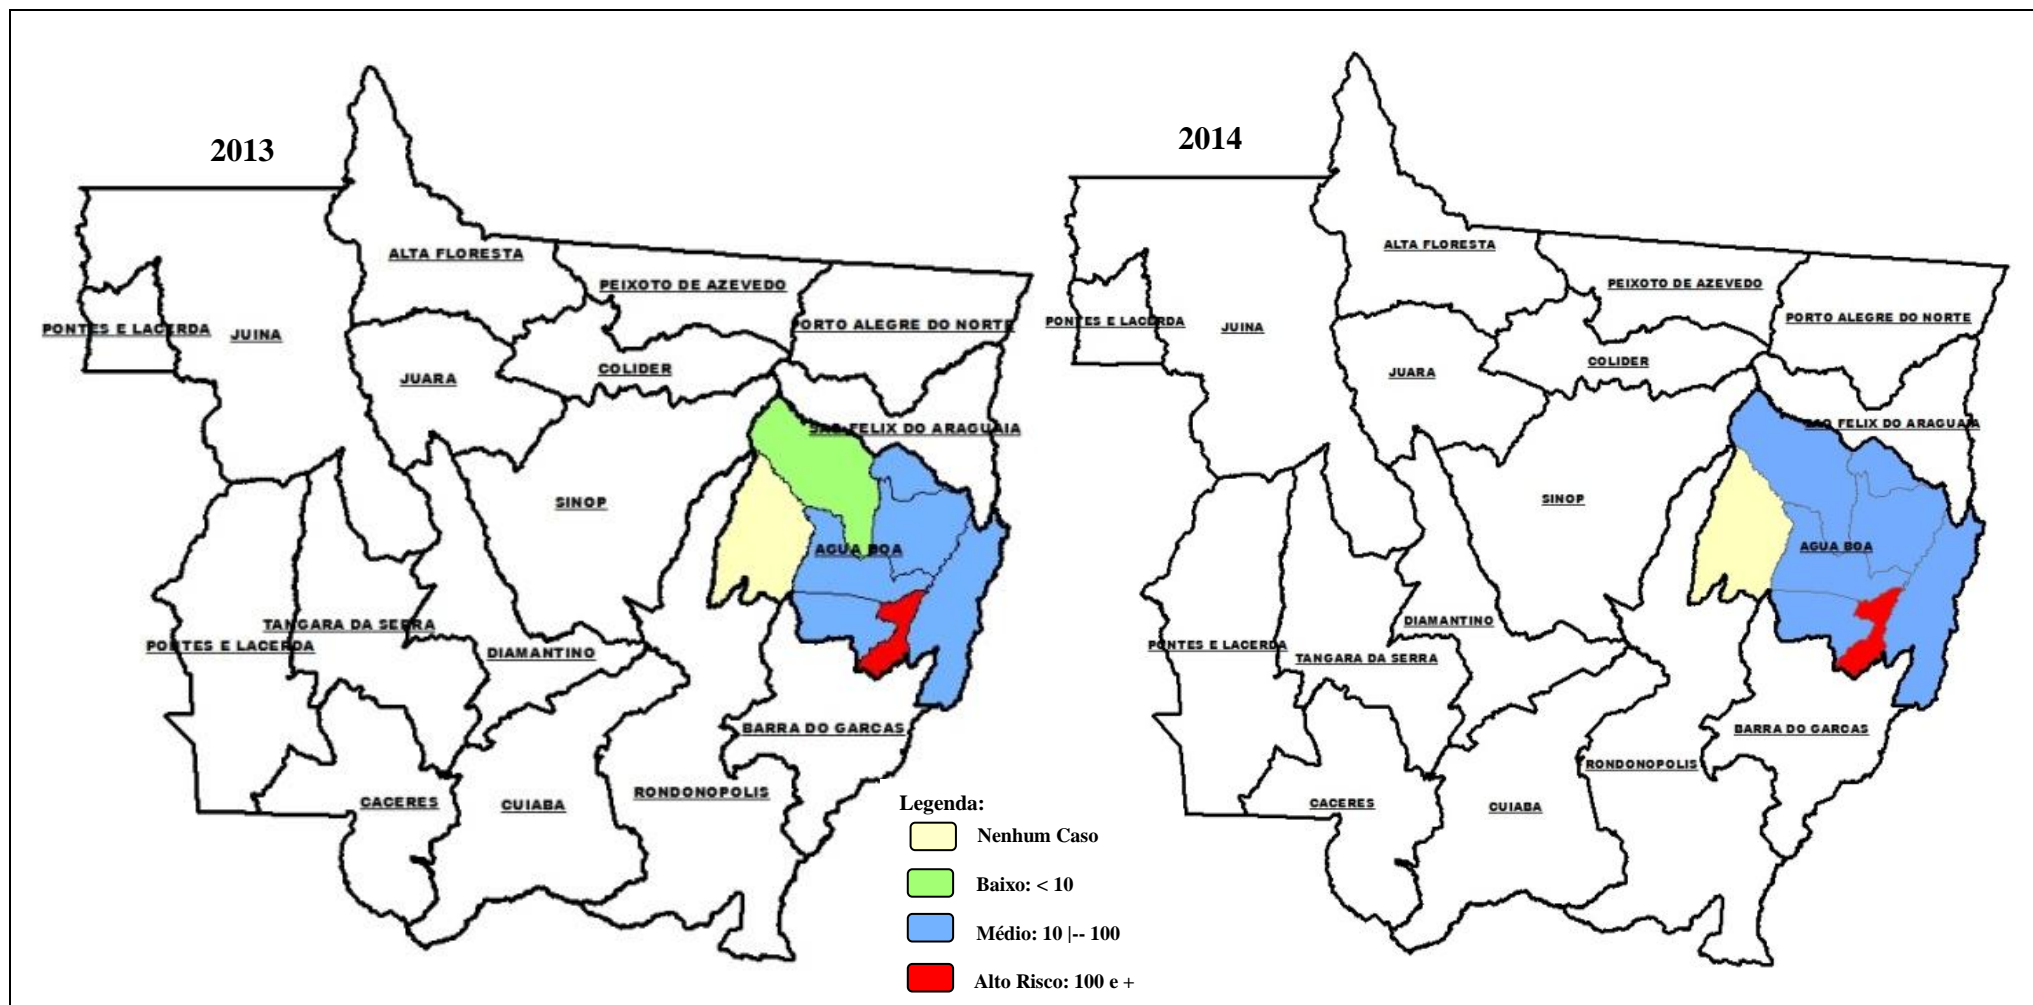 2013
ALTA FLORESTA
PEIXOTO DE AZEVEDO
PONTES E LACERDA
JUINA
PORTO ALEGRE DO NORTE
COLIDER
JUARA
SAO FELIX DO ARAGUAIA
SINOP
AGUA BOA
TANGARA DA SERRA
PONTES E LACERDA
DIAMANTINO
BARRA DO GARCAS
RONDONOPOLIS
CACERES
CUIABA
2014
ALTA FLORESTA
PEIXOTO DE AZEVEDO
PONTES E LACERDA
JUINA
PORTO ALEGRE DO NORTE
COLIDER
JUARA
SAO FELIX DO ARAGUAIA
SINOP
AGUA BOA
DIAMANTINO
PONTES E LACERDA
TANGARA DA SERRA
BARRA DO GARCAS
RONDONOPOLIS
CACERES
CUIABA
Legenda:
Nenhum Caso
Baixo: < 10
Médio: 10 |-- 100
Alto Risco: 100 e +